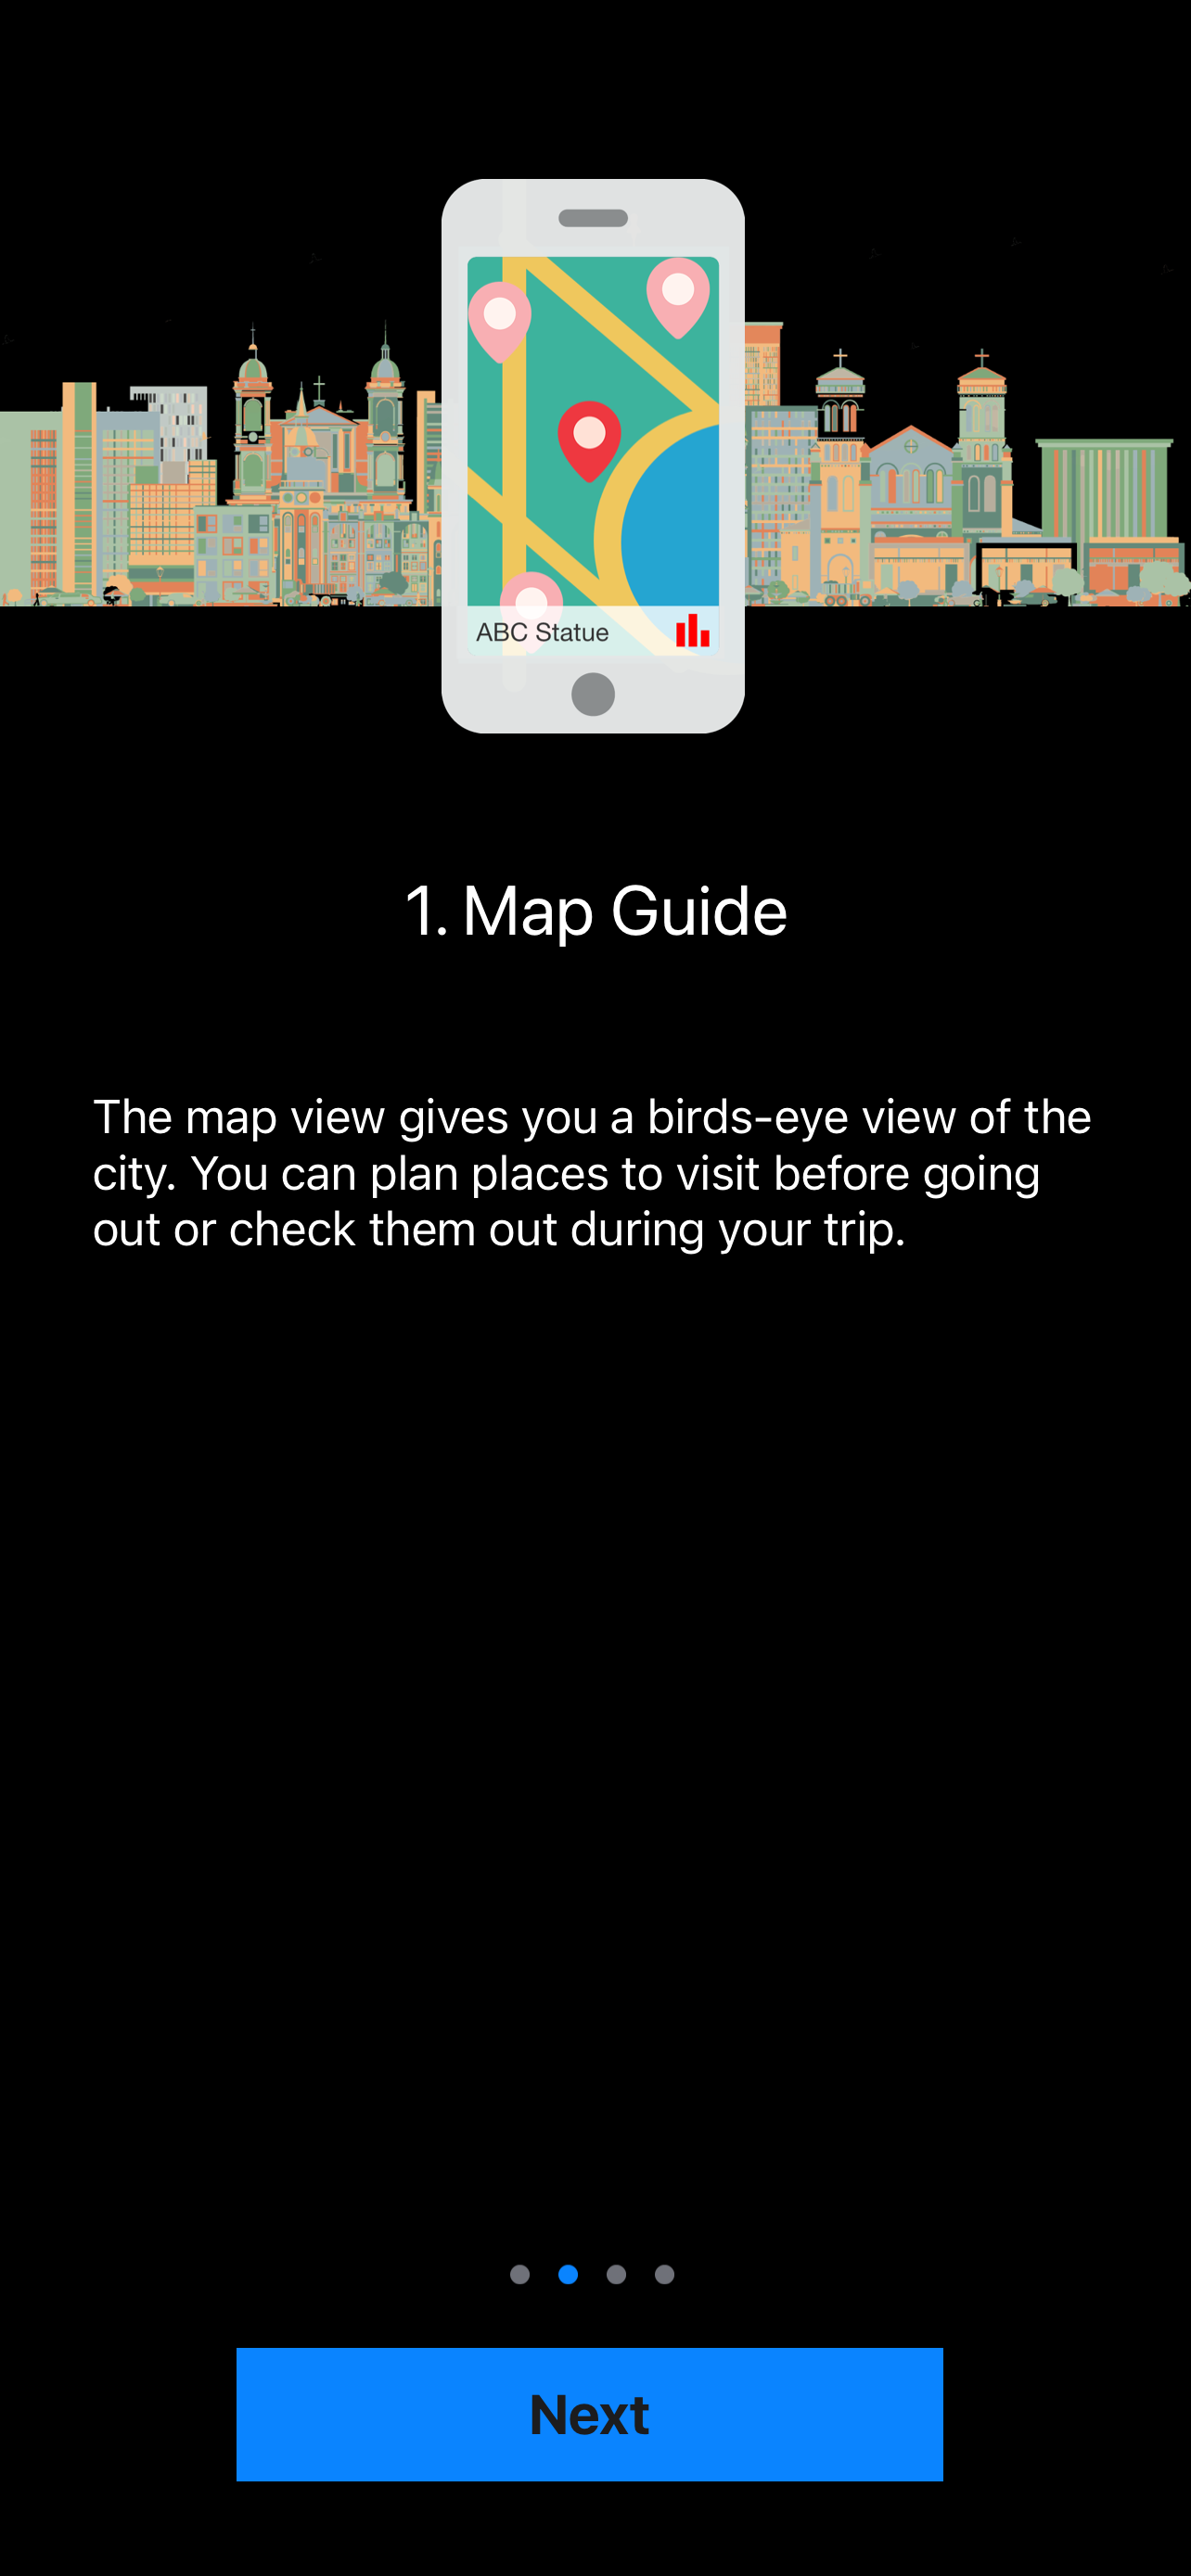 ABC Statue
1. Map Guide
The map view gives you a birds-eye view of the
city. You can plan places to visit before going
out or check them out during your trip.
Next